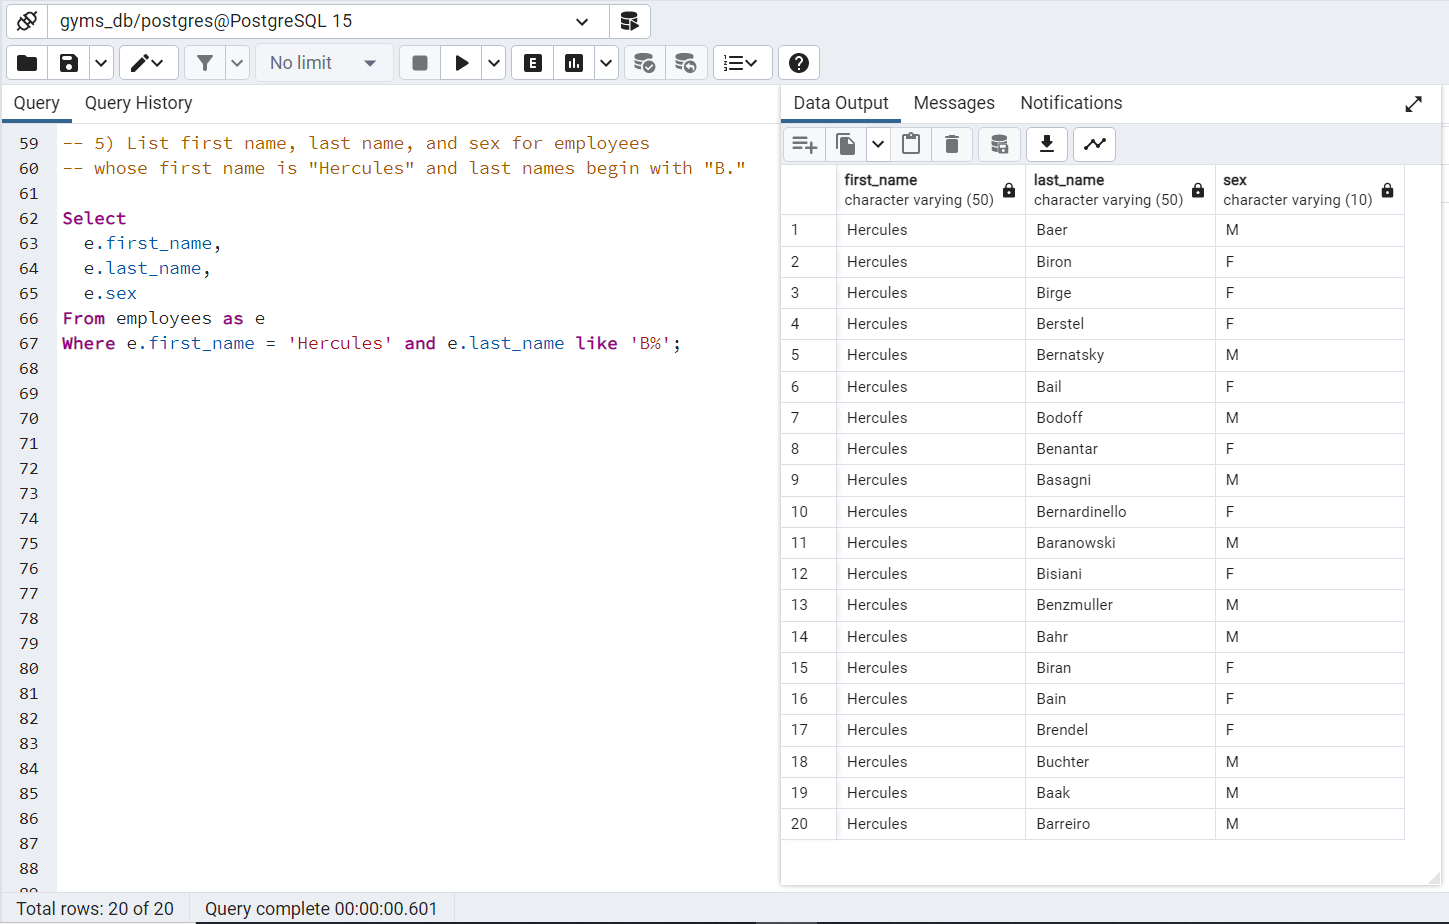 gyms_db/postgres@PostgreSQL 15
No limit
E
Query Query History
59 -- 5) List first name, last name, and sex for employees
60 -- whose first name is "Hercules" and last names begin with "B."
61
62 Select
63 e.first_name,
64 e.last_name,
65 e.sex
66 From employees as e
67 Where e.first_name = 'Hercules' and e.last_name like 'B%';
68
69
70
71
72
73
74
75
76
77
78
79
80
81
82
83
84
85
86
87
88
89
Data Output Messages Notifications
first_name last_name sex
character varying (50) character varying (50) character varying (10)
1 Hercules Baer M
2 Hercules Biron F
3 Hercules Birge F
4 Hercules Berstel F
5 Hercules Bernatsky M
6 Hercules Bail F
7 Hercules Bodoff M
8 Hercules Benantar F
9 Hercules Basagni M
10 Hercules Bernardinello F
11 Hercules Baranowski M
12 Hercules Bisiani F
13 Hercules Benzmuller M
14 Hercules Bahr M
15 Hercules Biran F
16 Hercules Bain F
17 Hercules Brendel F
18 Hercules Buchter M
19 Hercules Baak M
20 Hercules Barreiro M
Total rows: 20 of 20 Query complete 00:00:00.601